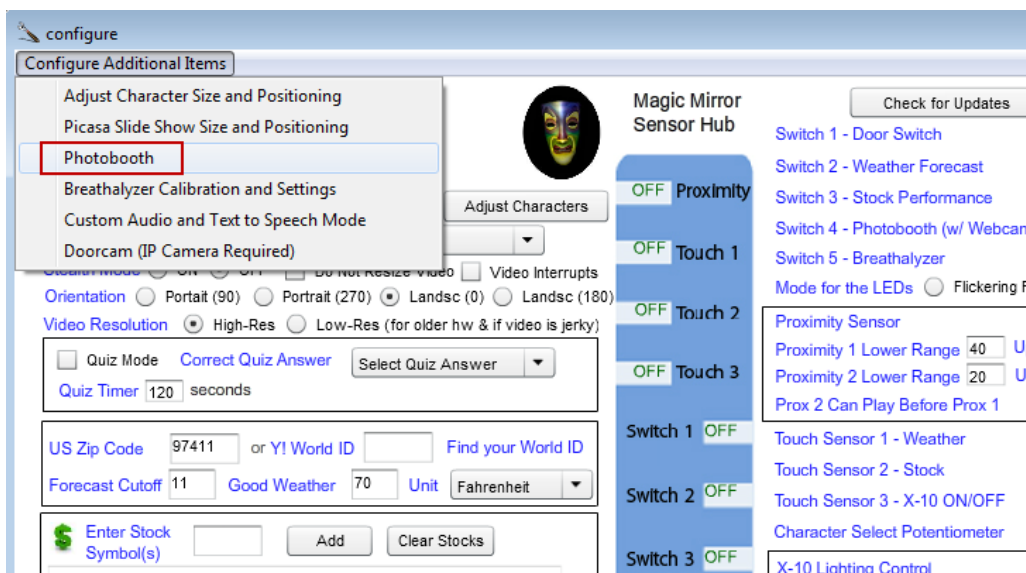 configure
Configure Additional Items
Adjust Character Size and Positioning
Picasa Slide Show Size and Positioning
Photobooth
Breathalyzer Calibration and Settings
Custom Audio and Text to Speech Mode
Doorcam (IP Camera Required)
Adjust Characters
Stealth Mode ON OFF Do Not Resize Video Video Interrupts
Orientation Portait (90) Portrait (270) Landsc (0) Landsc (180)
Video Resolution High-Res Low-Res (for older hw & if video is jerky)
Quiz Mode Correct Quiz Answer Select Quiz Answer
Quiz Timer 120 seconds
US Zip Code 97411 or Y! World ID Find your World ID
Forecast Cutoff 11 Good Weather 70 Unit Fahrenheit
Enter Stock
Symbol(s)
Add Clear Stocks
Magic Mirror
Sensor Hub
OFF Proximity
OFF Touch 1
OFF Touch 2
OFF Touch 3
Switch 1 OFF
Switch 2 OFF
Switch 3 OFF
Check for Updates
Switch 1 - Door Switch
Switch 2 - Weather Forecast
Switch 3 - Stock Performance
Switch 4 - Photobooth (w/ Webcam
Switch 5 - Breathalyzer
Mode for the LEDs Flickering
Proximity Sensor
Proximity 1 Lower Range 40
Proximity 2 Lower Range 20
Prox 2 Can Play Before Prox 1
Touch Sensor 1 - Weather
Touch Sensor 2 - Stock
Touch Sensor 3 - X-10 ON/OFF
Character Select Potentiometer
X-10 Lighting Control